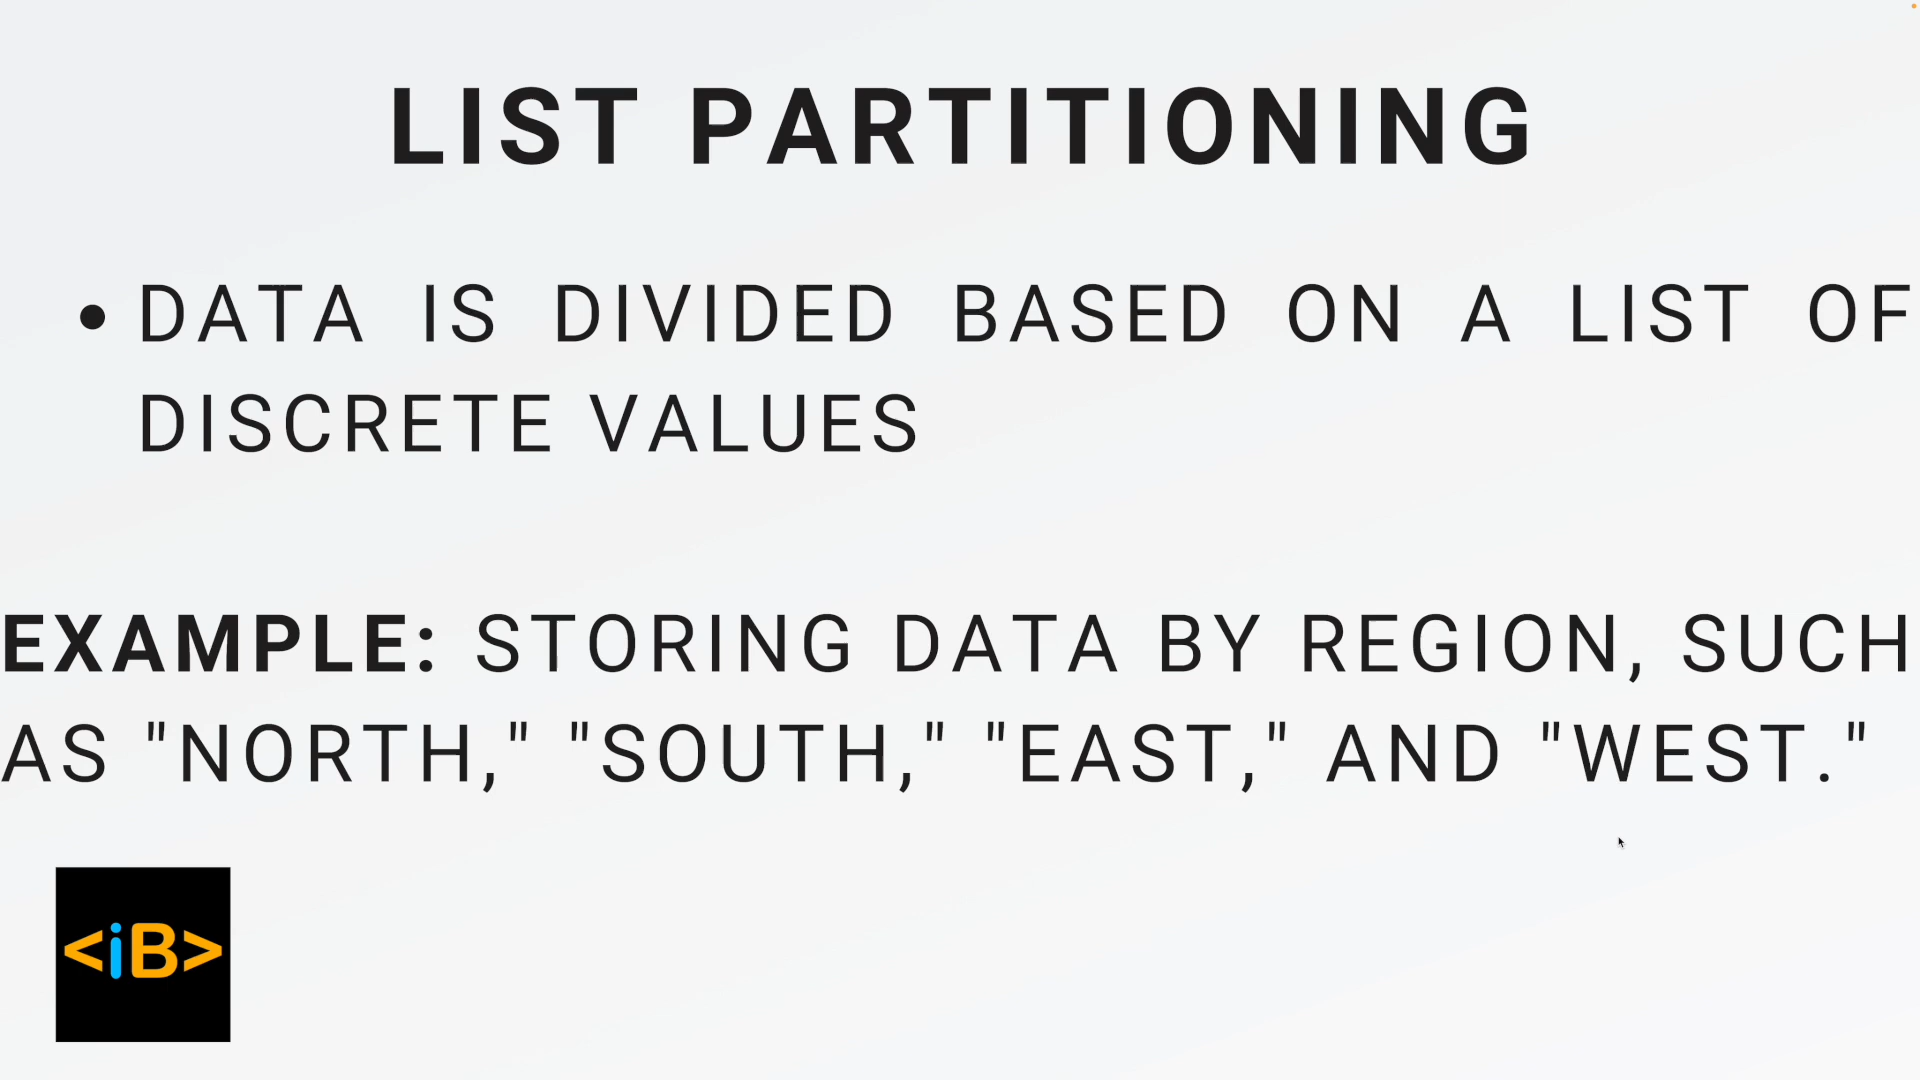 LIST PARTITIONING
• DATA IS DIVIDED BASED ON A LIST OF
DISCRETE VALUES
EXAMPLE: STORING DATA BY REGION, SUCH
AS "NORTH," "SOUTH," "EAST," AND "WEST."
<iB>